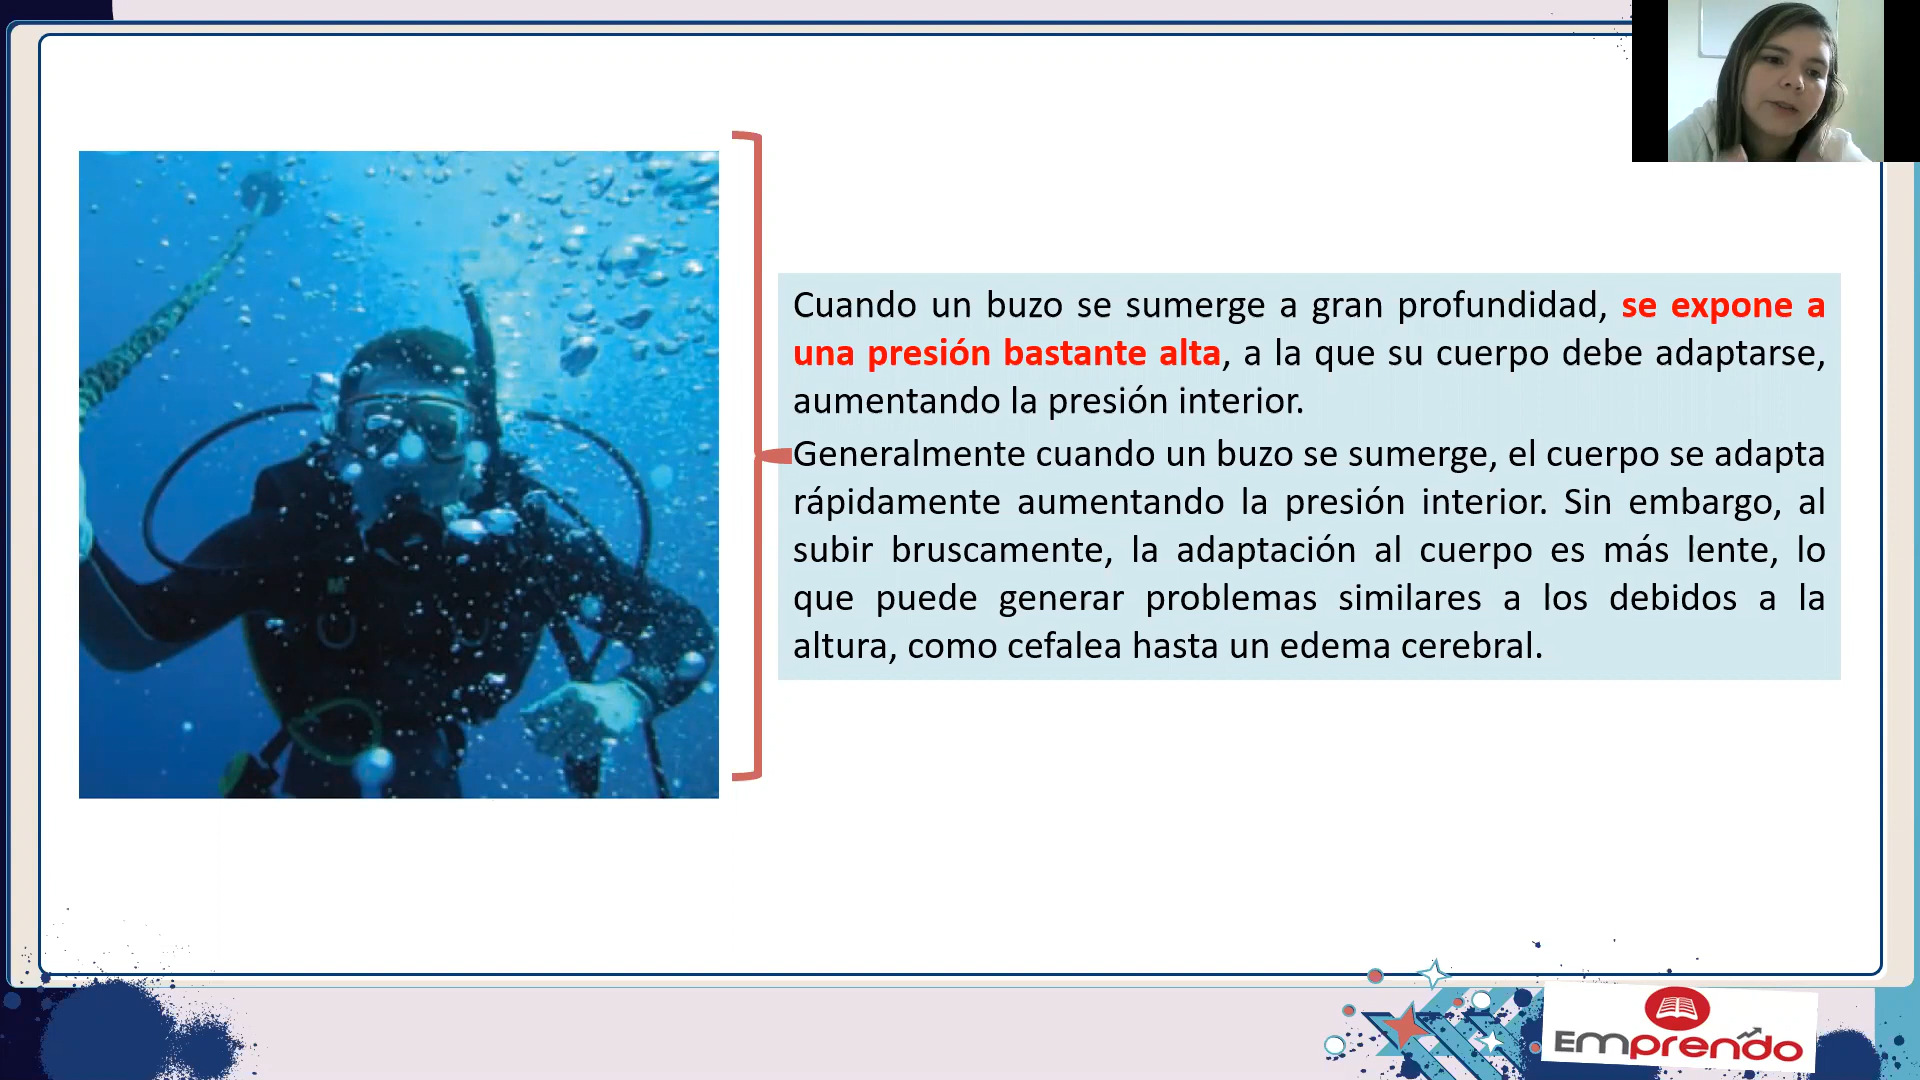 Cuando un buzo se sumerge a gran profundidad, se expone a
una presión bastante alta, a la que su cuerpo debe adaptarse,
aumentando la presión interior.
Generalmente cuando un buzo se sumerge, el cuerpo se adapta
rápidamente aumentando la presión interior. Sin embargo, al
subir bruscamente, la adaptación al cuerpo es más lente, lo
que puede generar problemas similares a los debidos a la
altura, como cefalea hasta un edema cerebral.
Emprendo